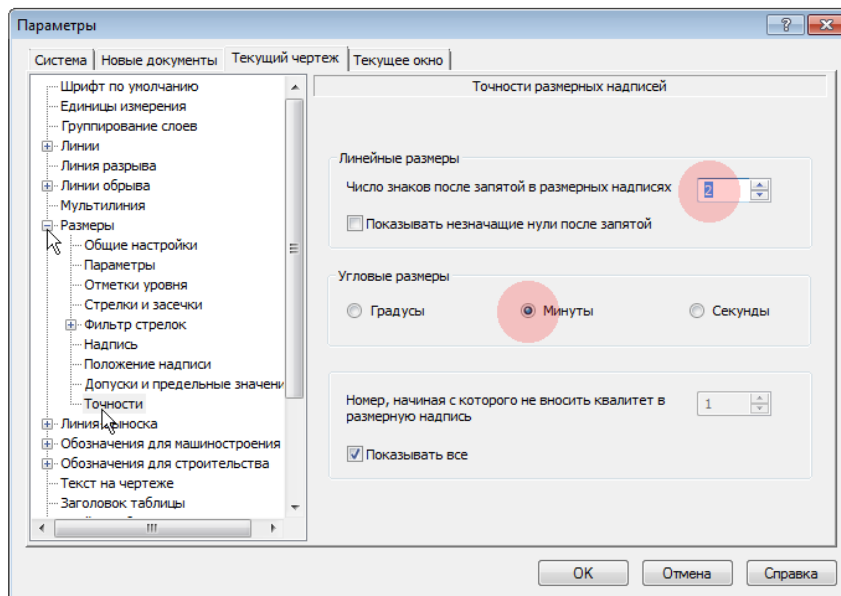 Параметры
Система
Новые документы
Текущий чертеж
Текущее окно
Шрифт по умолчанию
Единицы измерения
Группирование слоев
Линии
Линия разрыва
Линии обрыва
Мультилиния
Размеры
Общие настройки
Параметры
Отметки уровня
Стрелки и засечки
Фильтр стрелок
Надпись
Положение надписи
Допуски и предельные
Точности
Обозначения для машиностроения
Обозначения для строительства
Текст на чертеже
Заголовок таблицы
Точности размерных надписей
Линейные размеры
Число знаков после запятой в размерных надписях
2
Показывать незначащие нули после запятой
Угловые размеры
Градусы
Минуты
Секунды
Номер, начиная с которого не вносить квалитет в
размерную надпись
1
Показывать все
OK
Отмена
Справка